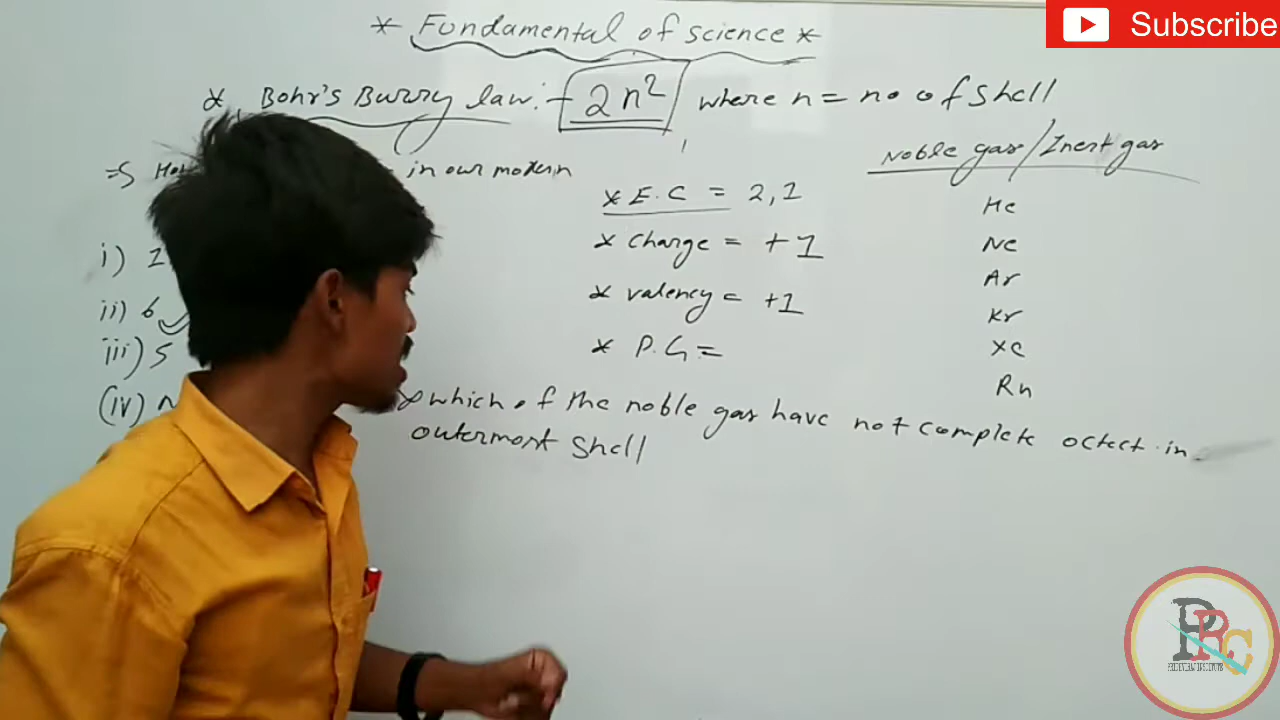 Subscribe
* Fundamental of science *
*. Bohr's Burry law:- 2n² where n = no of shell
in our modern
Noble gas/Inert gas
* E.C = 2,1
* charge = +1
* valency = +1
* P.G =
He
Ne
Ar
Kr
Xe
Rn
i) 1
ii) 6
iii) 5
(iv)
* which of the noble gas have not complete octect in
outermost shell
PRC